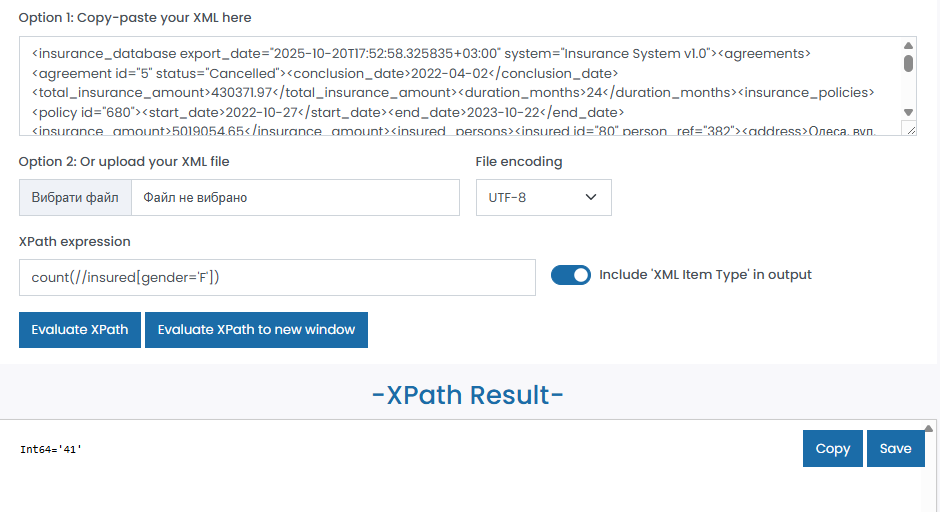 Option 1: Copy-paste your XML here
<insurance_database export_date="2025-10-20T17:52:58.325835+03:00" system="Insurance System v1.0"><agreements>
<agreement id="5" status="Cancelled"><conclusion_date>2022-04-02</conclusion_date>
<total_insurance_amount>430371.97</total_insurance_amount><duration_months>24</duration_months><insurance_policies>
<policy id="680"><start_date>2022-10-27</start_date><end_date>2023-10-22</end_date>
<insurance_amount>5019054.65</insurance_amount><insured_persons><insured id="80" person_ref="382"><address>Одеса, вул.
Option 2: Or upload your XML file
File encoding
Вибрати файл Файл не вибрано
UTF-8
XPath expression
count(//insured[gender='F'])
Include 'XML Item Type' in output
Evaluate XPath Evaluate XPath to new window
-XPath Result-
Copy Save
Int64='41'